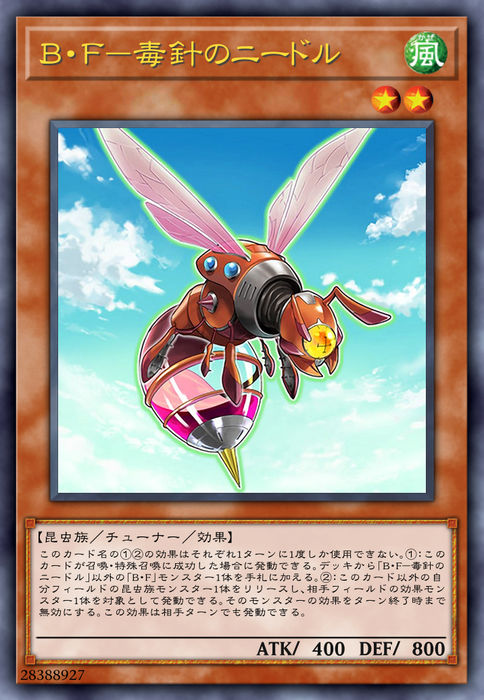 B・F－毒針のニードル
かぜ
風
【昆虫族／チューナー／効果】
このカード名の①②の効果はそれぞれ1ターンに1度しか使用できない。①：この
カードが召喚・特殊召喚に成功した場合に発動できる。デッキから「B・F－毒針の
ニードル」以外の「B・F」モンスター1体を手札に加える。②：このカード以外の自
分フィールドの昆虫族モンスター1体をリリースし、相手フィールドの効果モン
スター1体を対象として発動できる。そのモンスターの効果をターン終了時まで
無効にする。この効果は相手ターンでも発動できる。
ATK/ 400 DEF/ 800
28388927